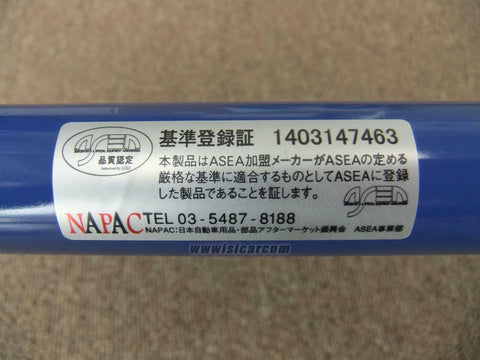 ASEA
品質認定
基準登録証 1403147463
本製品はASEA加盟メーカーがASEAの定める
厳格な基準に適合するものとしてASEAに登録
した製品であることを証します。
ASEA
NAPAC TEL 03-5487-8188
NAPAC:日本自動車用品・部品アフターマーケット振興会 ASEA事業部
www.isicar.com